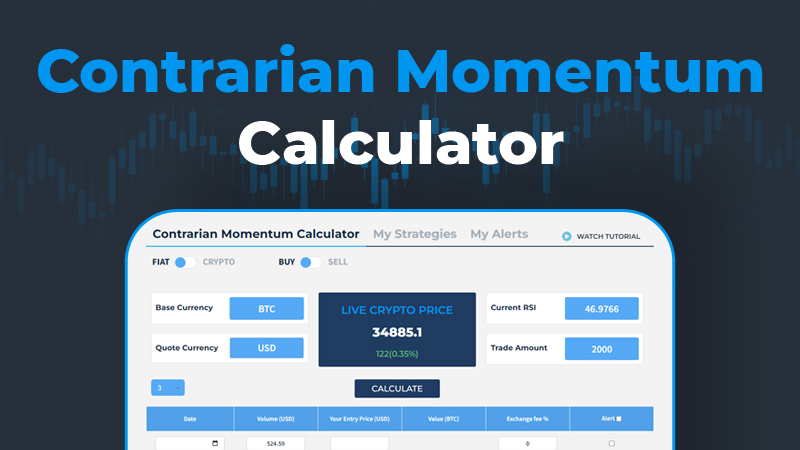 Contrarian Momentum
Calculator
Contrarian Momentum Calculator My Strategies My Alerts WATCH TUTORIAL
FIAT CRYPTO BUY SELL
Base Currency BTC
Quote Currency USD
LIVE CRYPTO PRICE
34885.1
122(0.35%)
Current RSI 46.9766
Trade Amount 2000
3
CALCULATE
Date Volume (USD) Your Entry Price (USD) Value (BTC) Exchange fee % Alert
524.59 0